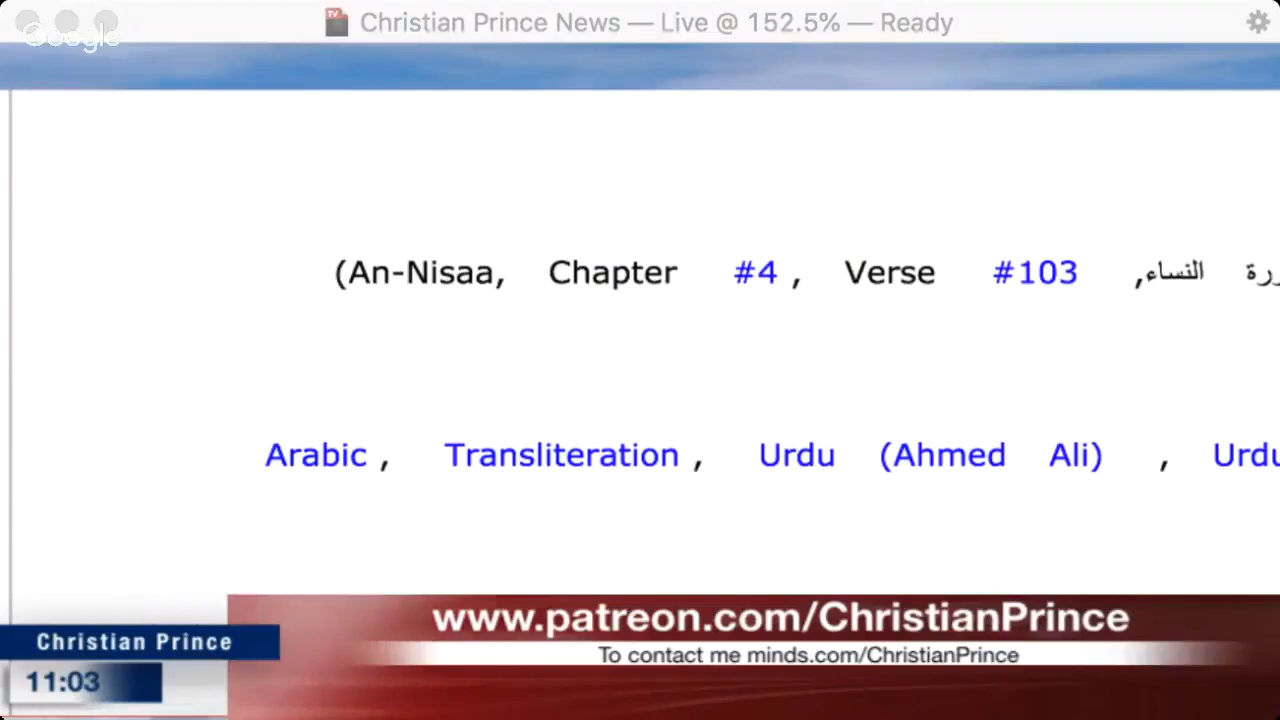 Christian Prince News — Live @ 152.5% — Ready
Google
(An-Nisaa, Chapter #4 , Verse #103 ,النساء
Arabic , Transliteration , Urdu (Ahmed Ali) , Urdu
www.patreon.com/ChristianPrince
To contact me minds.com/ChristianPrince
Christian Prince
11:03